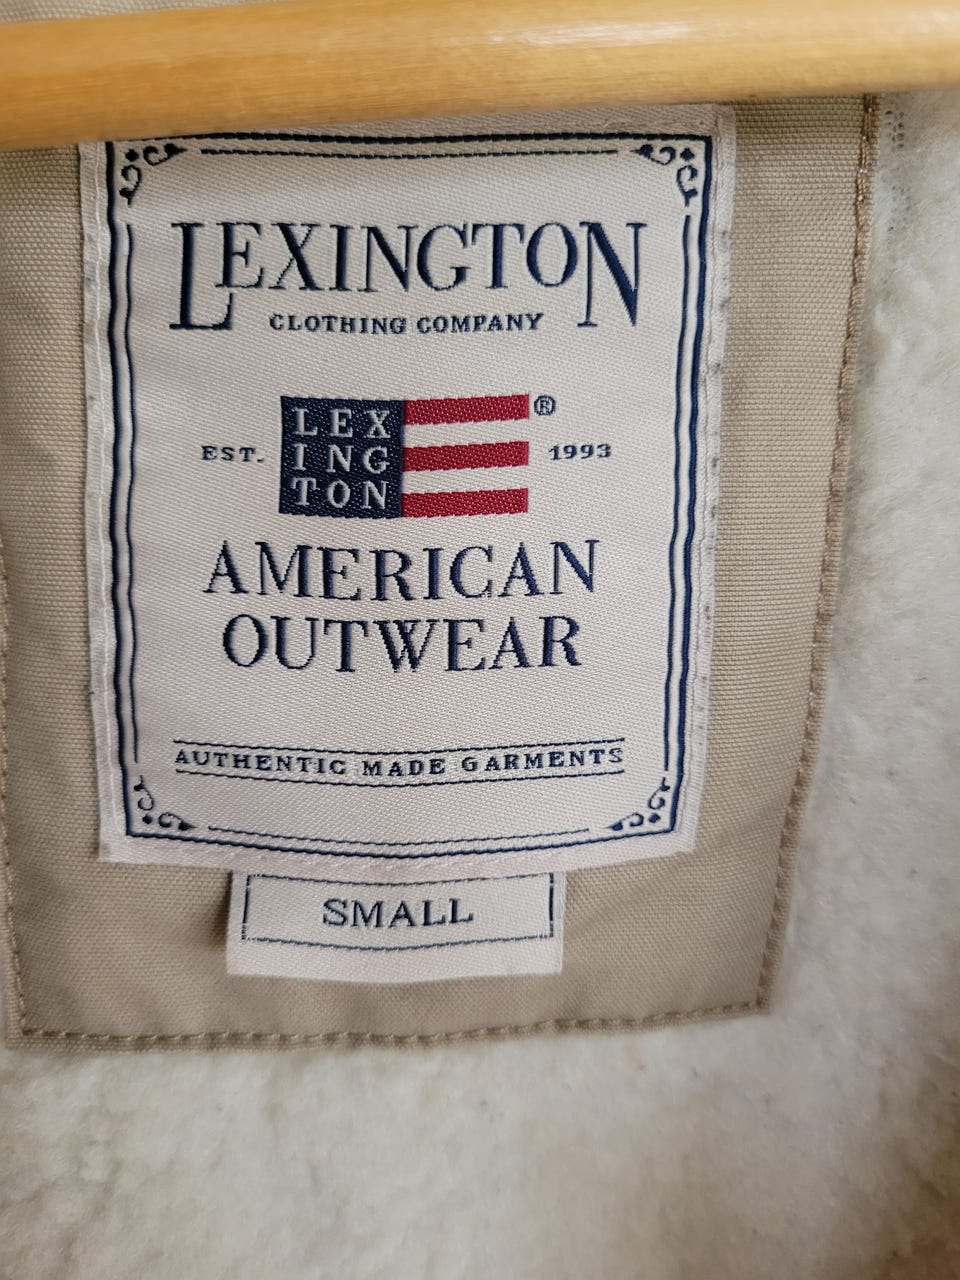 LEXINGTON
CLOTHING COMPANY
EST. LEX ING TON ® 1993
AMERICAN
OUTWEAR
AUTHENTIC MADE GARMENTS
SMALL